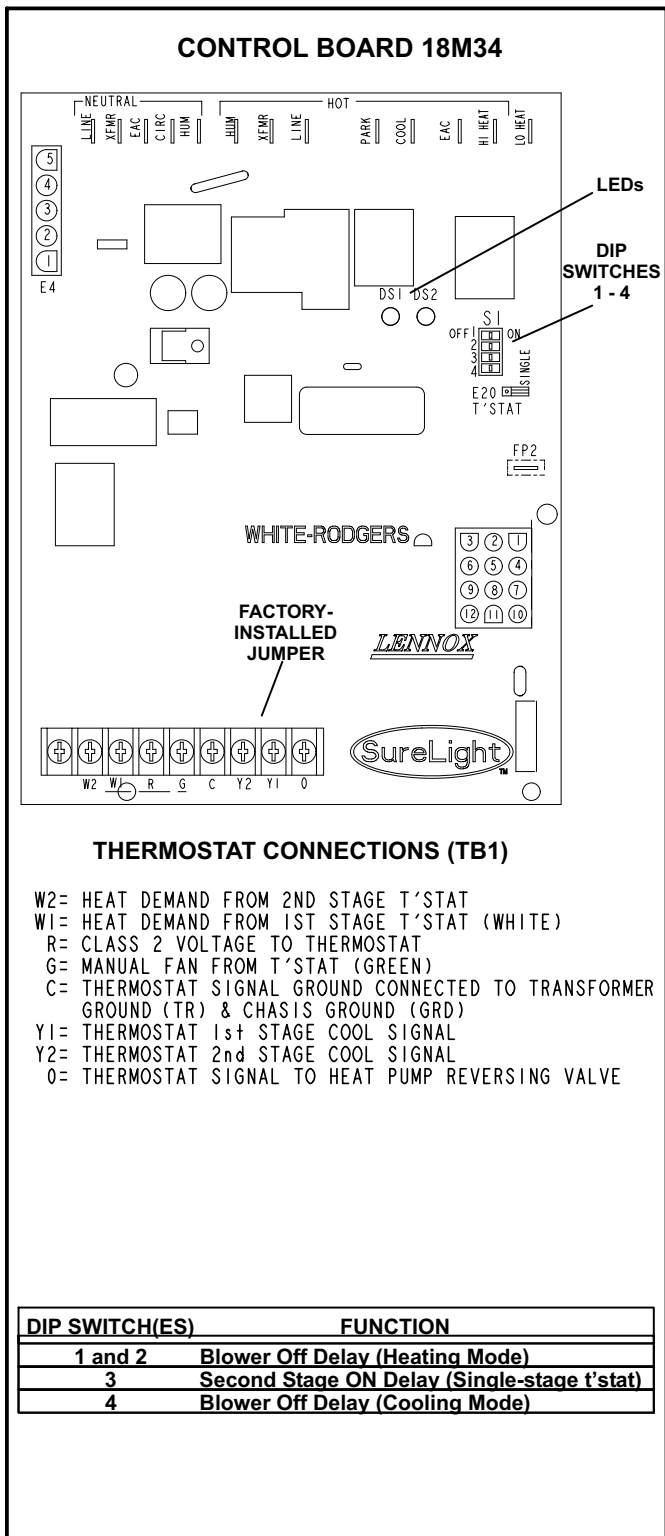 CONTROL BOARD 18M34
NEUTRAL
HOT
LINE
XFMR
EAC
CIRC
HUM
HUM
XFMR
LINE
PARK
COOL
EAC
HI HEAT
LO HEAT
5
4
3
2
1
E4
LEDs
DS1 DS2
DIP
SWITCHES
1 - 4
S1
OFF 1 ON
2
3
4
SINGLE
E20
T'STAT
FP2
WHITE-RODGERS
3 2 1
6 5 4
9 8 7
12 11 10
FACTORY-
INSTALLED
JUMPER
LENNOX
SureLight™
W2 W1 R G C Y2 Y1 O
THERMOSTAT CONNECTIONS (TB1)
W2= HEAT DEMAND FROM 2ND STAGE T'STAT
W1= HEAT DEMAND FROM 1ST STAGE T'STAT (WHITE)
R= CLASS 2 VOLTAGE TO THERMOSTAT
G= MANUAL FAN FROM T'STAT (GREEN)
C= THERMOSTAT SIGNAL GROUND CONNECTED TO TRANSFORMER
GROUND (TR) & CHASIS GROUND (GRD)
Y1= THERMOSTAT 1st STAGE COOL SIGNAL
Y2= THERMOSTAT 2nd STAGE COOL SIGNAL
O= THERMOSTAT SIGNAL TO HEAT PUMP REVERSING VALVE
DIP SWITCH(ES) FUNCTION
1 and 2 Blower Off Delay (Heating Mode)
3 Second Stage ON Delay (Single-stage t'stat)
4 Blower Off Delay (Cooling Mode)